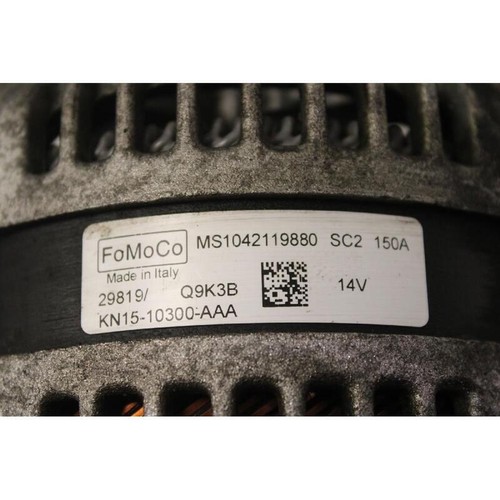 FoMoCo MS1042119880 SC2 150A
Made in Italy
29819/ Q9K3B 14V
KN15-10300-AAA